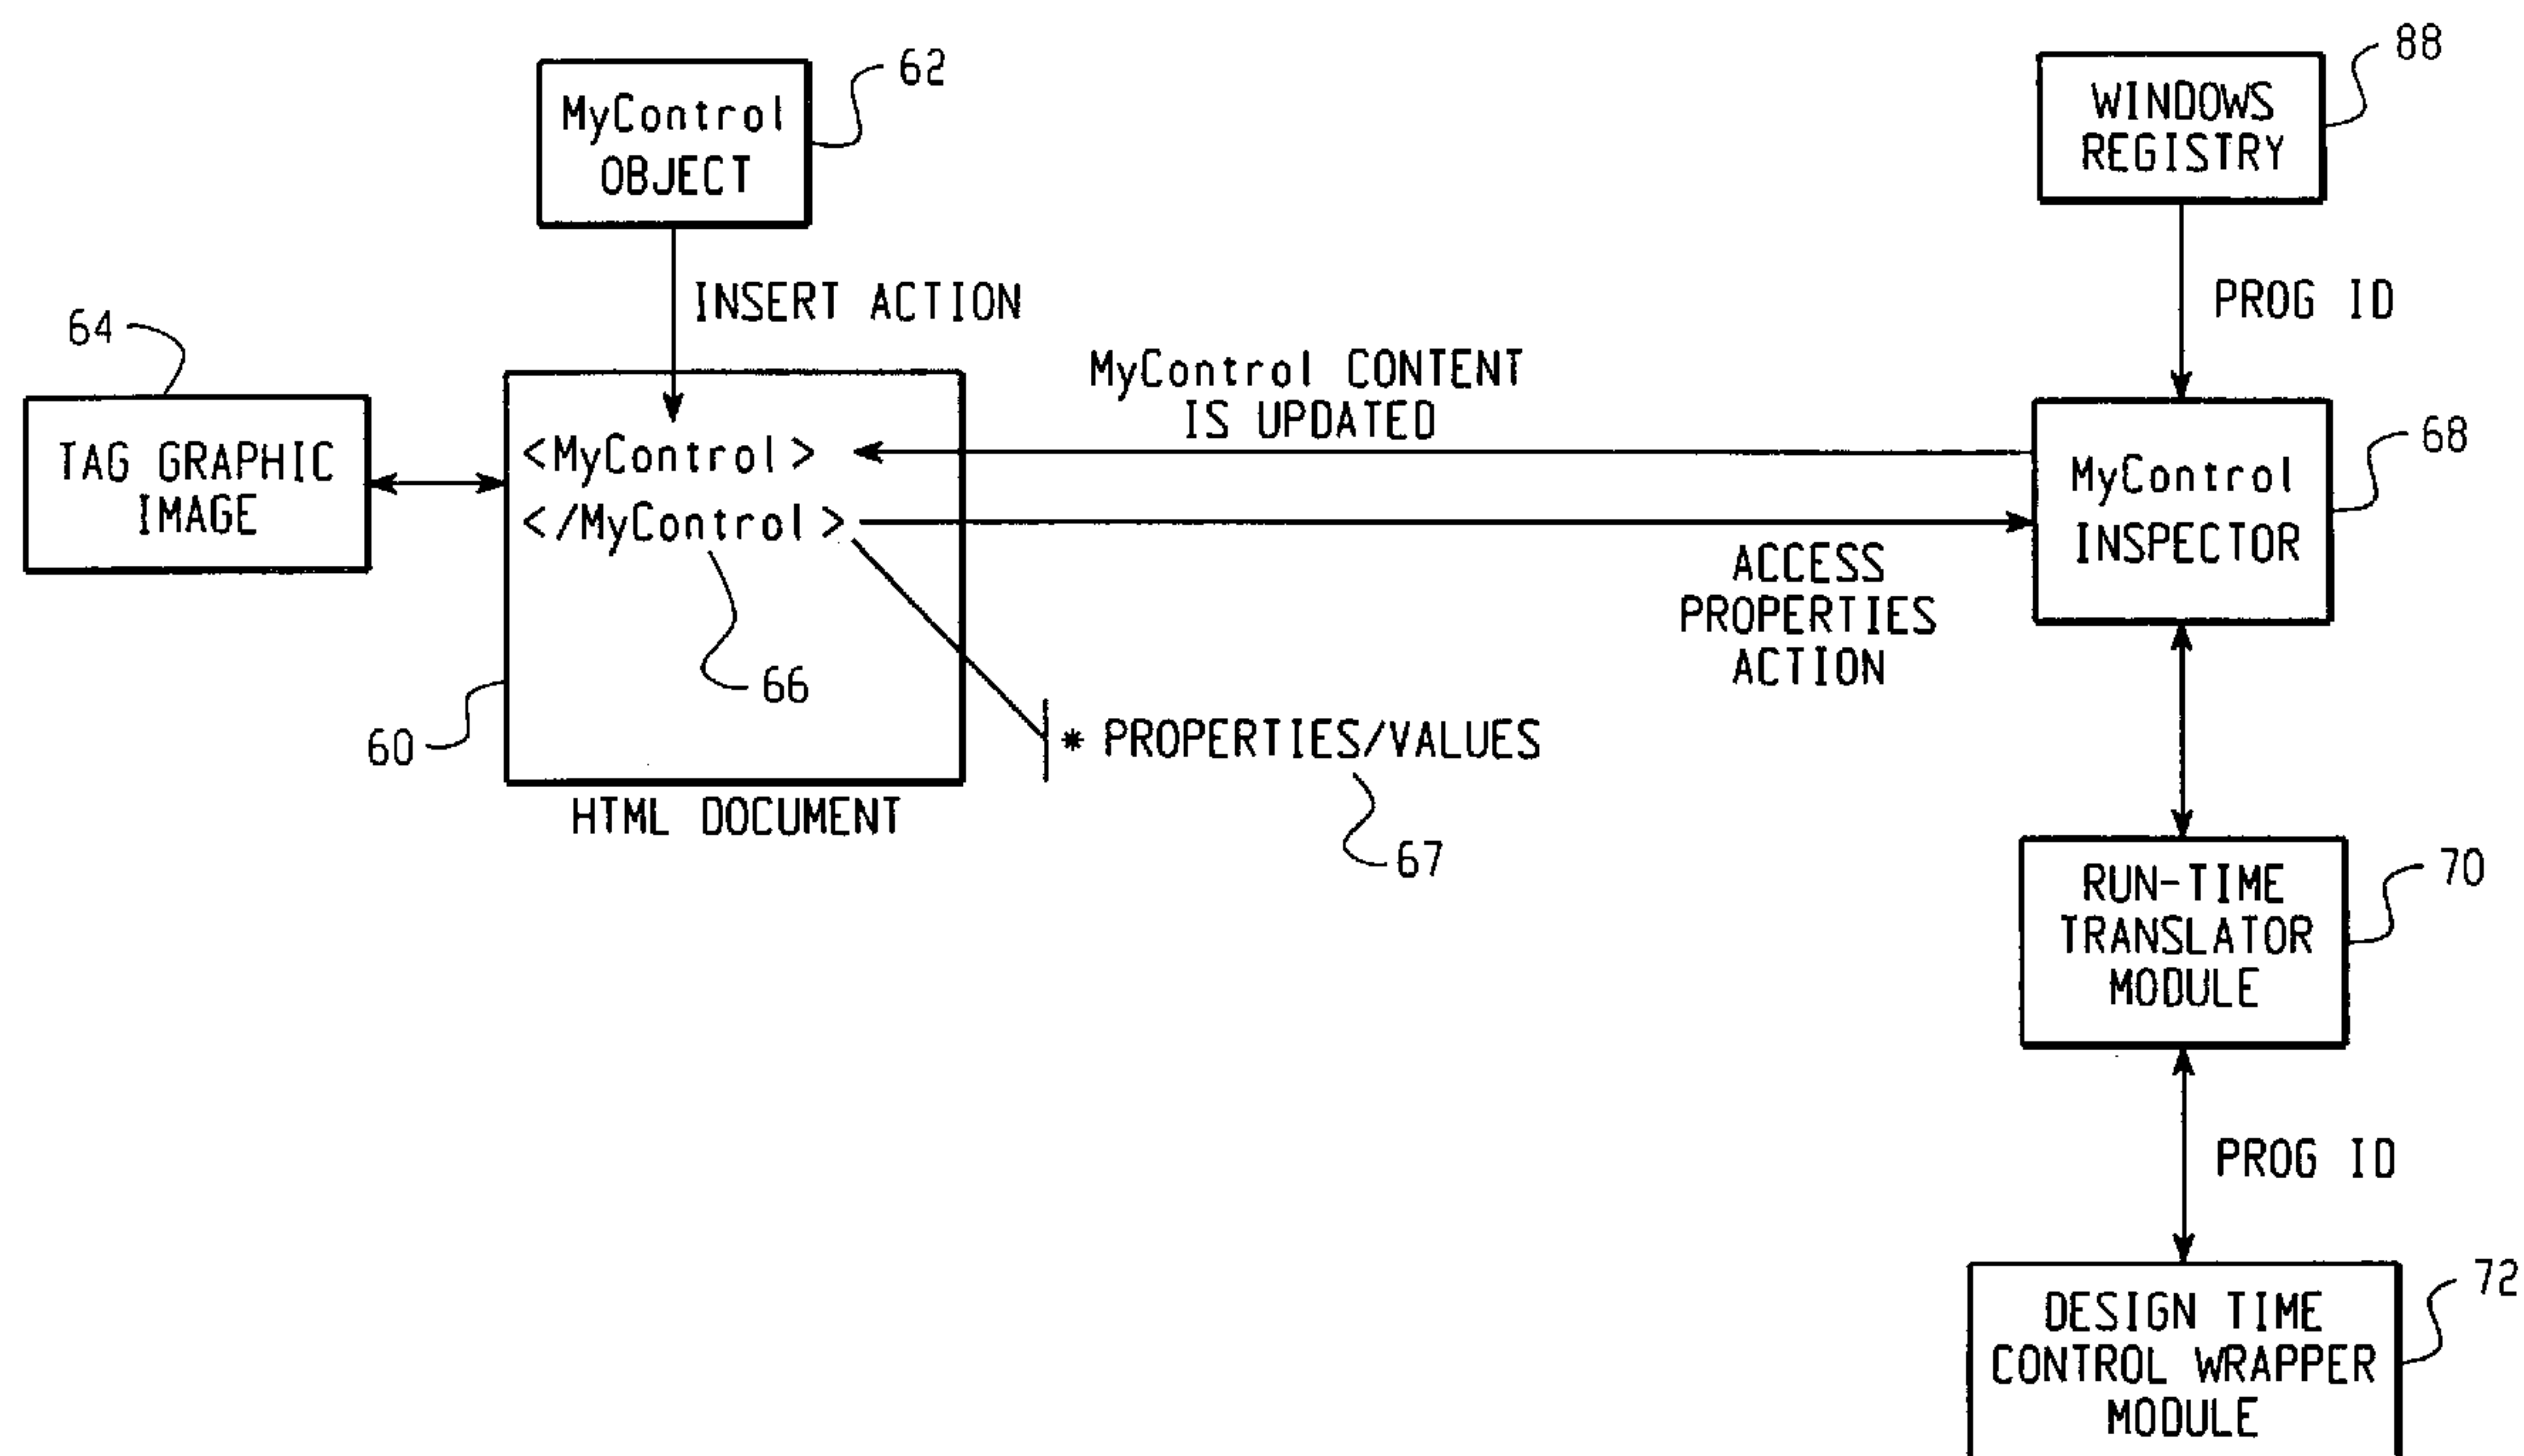 62
MyControl
OBJECT
88
WINDOWS
REGISTRY
INSERT ACTION
PROG ID
64
TAG GRAPHIC
IMAGE
<MyControl>
</MyControl>
66
60
HTML DOCUMENT
MyControl CONTENT
IS UPDATED
ACCESS
PROPERTIES
ACTION
* PROPERTIES/VALUES
67
68
MyControl
INSPECTOR
70
RUN-TIME
TRANSLATOR
MODULE
PROG ID
72
DESIGN TIME
CONTROL WRAPPER
MODULE